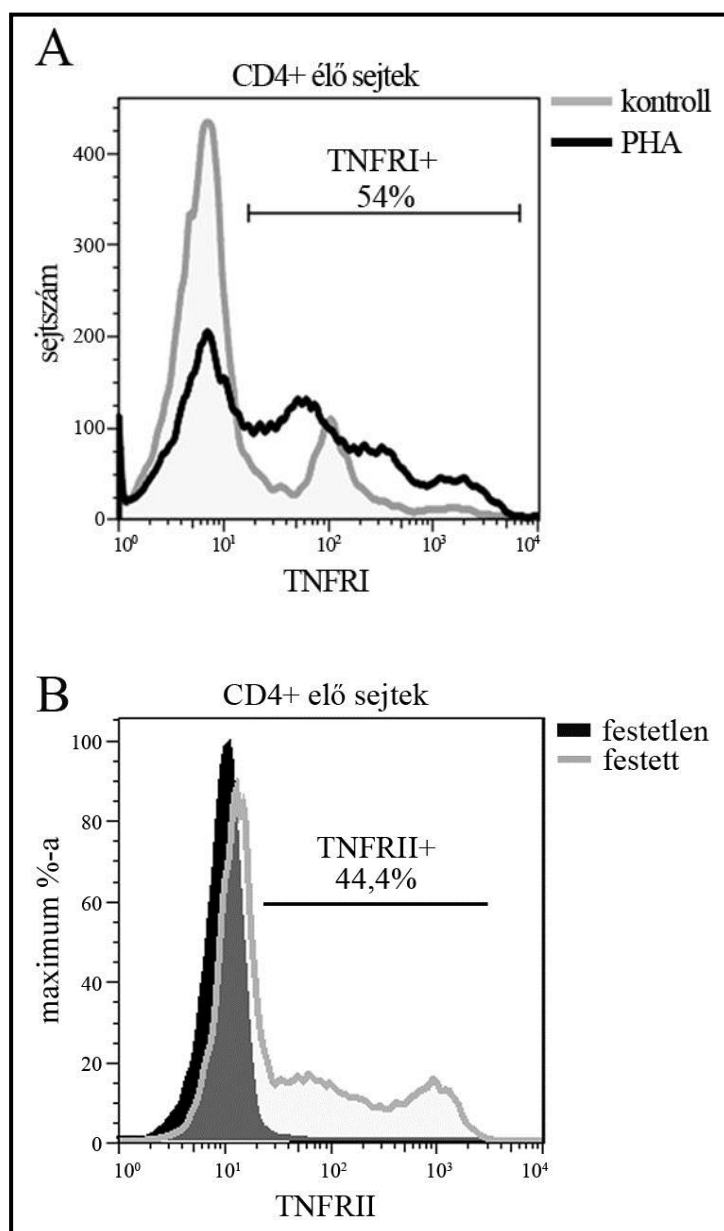 A
CD4+ élő sejtek
kontroll
PHA
TNFRI+
54%
400
300
200
100
0
sejtszám
10⁰ 10¹ 10² 10³ 10⁴
TNFRI
B
CD4+ elő sejtek
festetlen
festett
TNFRII+
44,4%
100
80
60
40
20
0
maximum %-a
10⁰ 10¹ 10² 10³ 10⁴
TNFRII